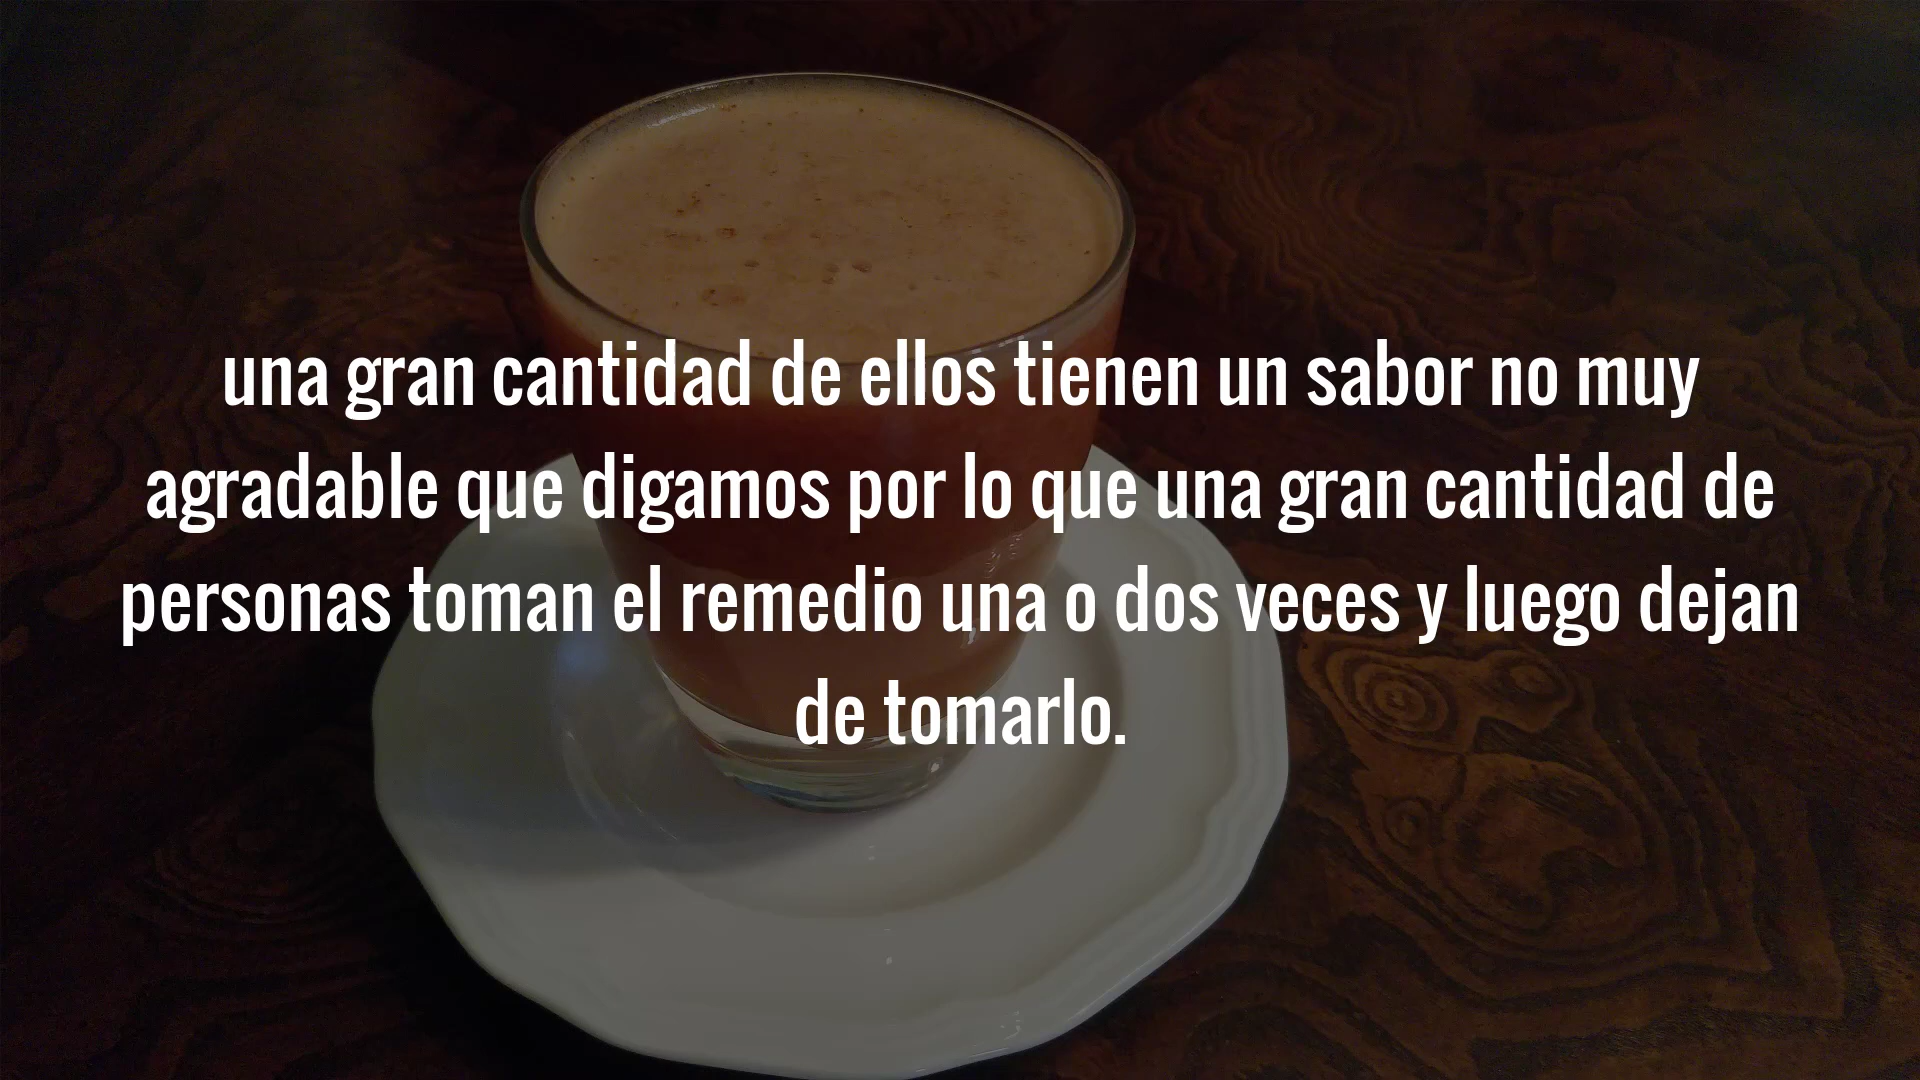 una gran cantidad de ellos tienen un sabor no muy
agradable que digamos por lo que una gran cantidad de
personas toman el remedio una o dos veces y luego dejan
de tomarlo.